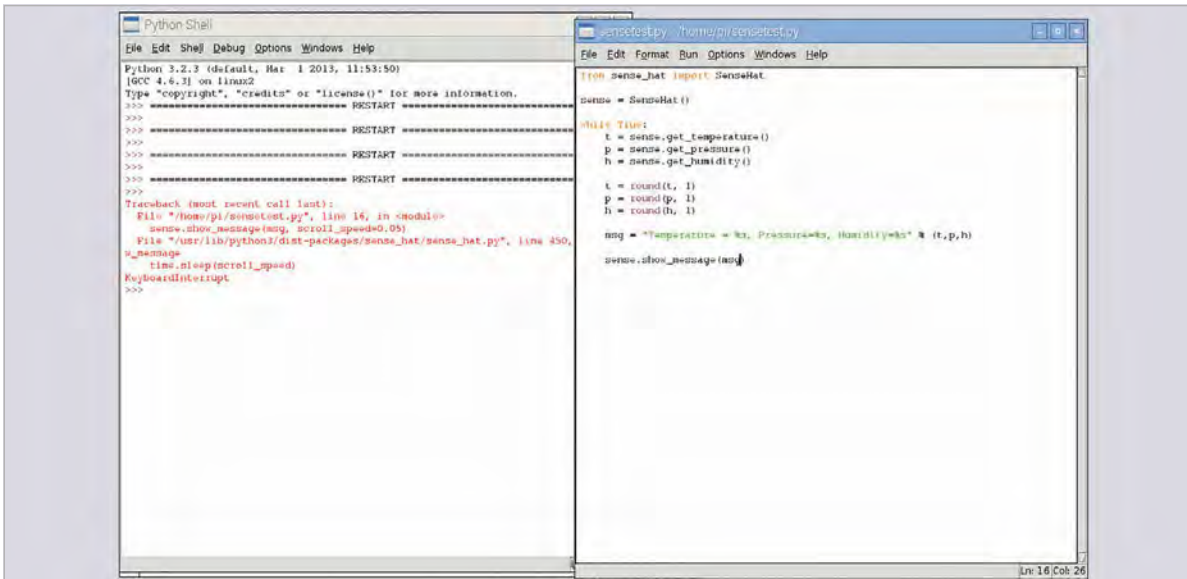 Python Shell
File Edit Shell Debug Options Windows Help
Python 3.2.3 (default, Mar 1 2013, 11:53:50)
[GCC 4.6.3] on linux2
Type "copyright", "credits" or "license()" for more information.
>>> ================================ RESTART ================================
>>>
>>> ================================ RESTART ================================
>>>
>>> ================================ RESTART ================================
>>>
>>> ================================ RESTART ================================
>>>
Traceback (most recent call last):
File "/home/pi/sensetest.py", line 16, in <module>
sense.show_message(msg, scroll_speed=0.05)
File "/usr/lib/python3/dist-packages/sense_hat/sense_hat.py", line 450,
w_message
time.sleep(scroll_speed)
KeyboardInterrupt
>>>
sensetest.py - /home/pi/sensetest.py
File Edit Format Run Options Windows Help
from sense_hat import SenseHat
sense = SenseHat()
while True:
t = sense.get_temperature()
p = sense.get_pressure()
h = sense.get_humidity()
t = round(t, 1)
p = round(p, 1)
h = round(h, 1)
msg = "Temperature = %s, Pressure=%s, Humidity=%s" % (t,p,h)
sense.show_message(msg)
Ln: 16 Col: 26